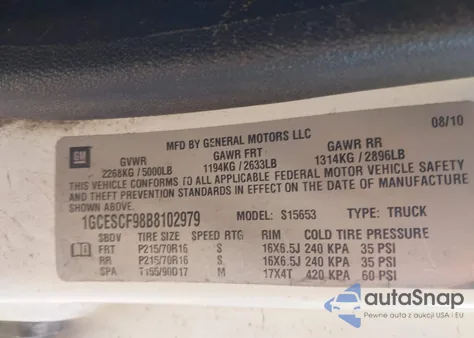 08/10
MFD BY GENERAL MOTORS LLC
GM
GVWR GAWR FRT GAWR RR
2268KG / 5000LB 1194KG / 2633LB 1314KG / 2896LB
THIS VEHICLE CONFORMS TO ALL APPLICABLE FEDERAL MOTOR VEHICLE SAFETY
AND THEFT PREVENTION STANDARDS IN EFFECT ON THE DATE OF
MANUFACTURE SHOWN ABOVE.
1GCESCF98B8102979 MODEL: S15653 TYPE: TRUCK
SBDV TIRE SIZE SPEED RTG RIM COLD TIRE PRESSURE
FRT P215/70R16 S 16X6.5J 240 KPA 35 PSI
RR P215/70R16 S 16X6.5J 240 KPA 35 PSI
SPA T155/90D17 M 17X4T 420 KPA 60 PSI
autoSnap
Pewne auta z USA i EU